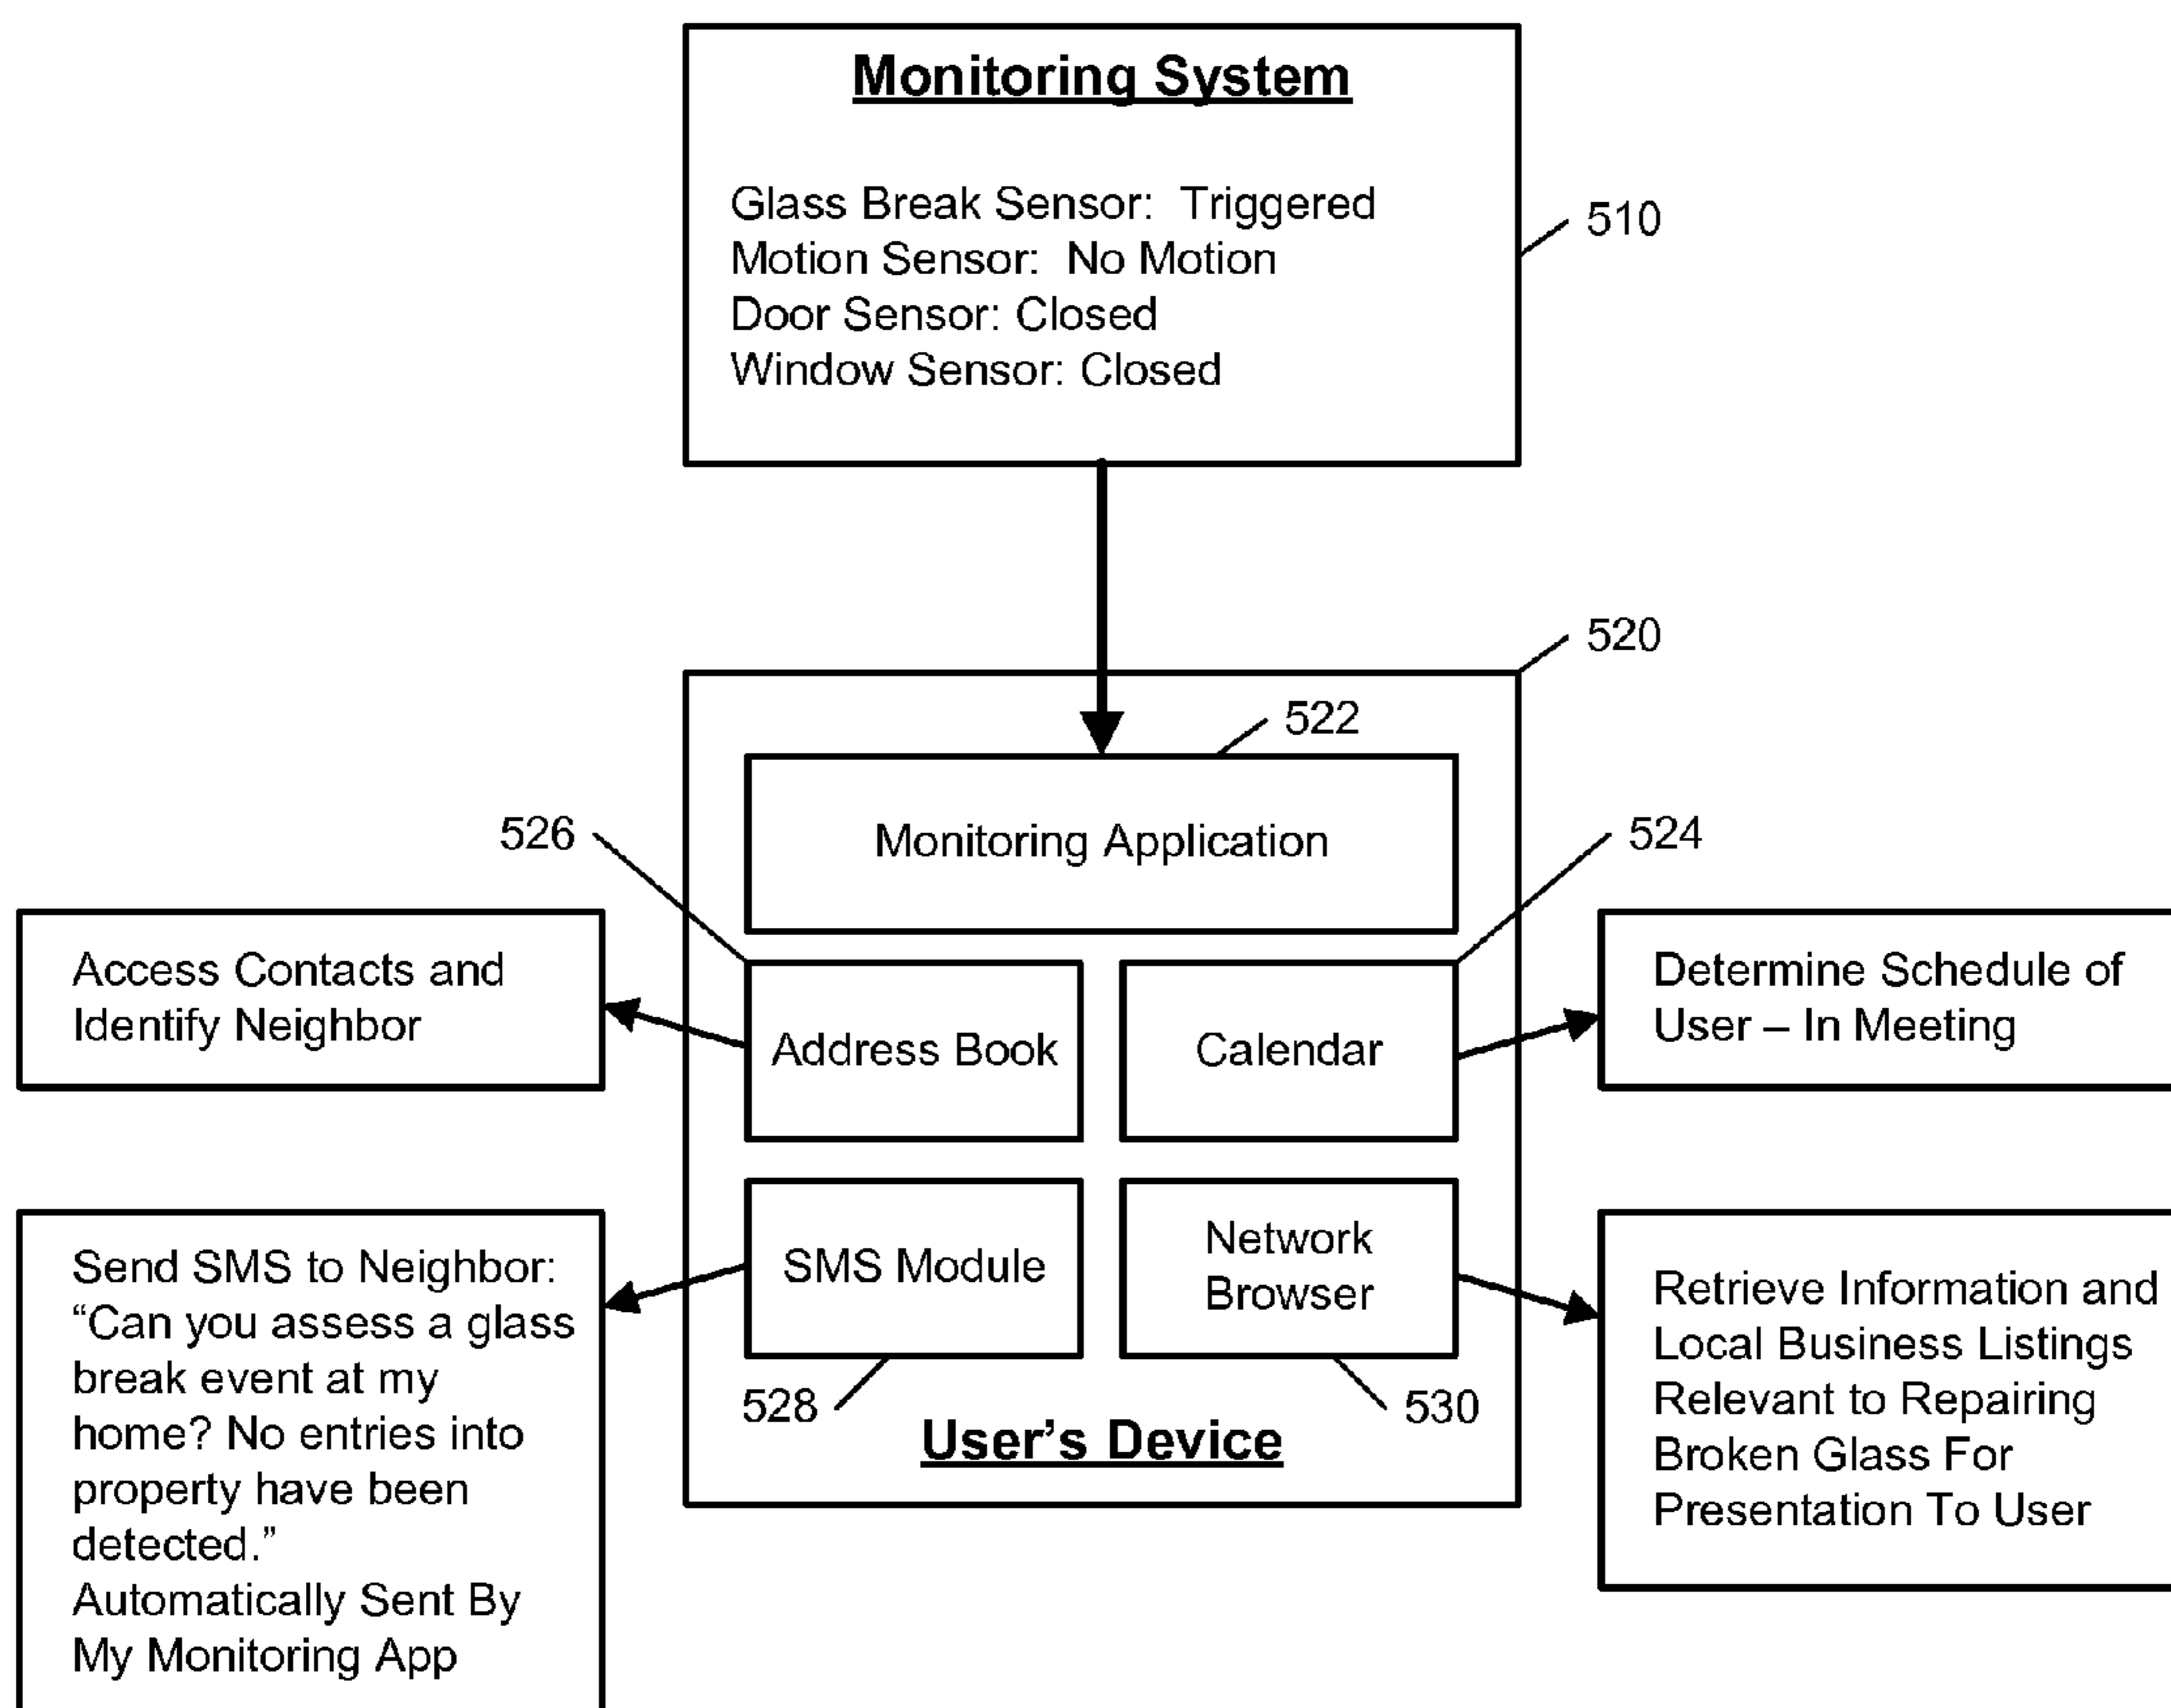 Monitoring System
Glass Break Sensor: Triggered
Motion Sensor: No Motion
Door Sensor: Closed
Window Sensor: Closed
510
520
522
Monitoring Application
526
524
Access Contacts and
Identify Neighbor
Address Book
Calendar
Determine Schedule of
User – In Meeting
Send SMS to Neighbor:
“Can you assess a glass
break event at my
home? No entries into
property have been
detected.”
Automatically Sent By
My Monitoring App
SMS Module
Network
Browser
Retrieve Information and
Local Business Listings
Relevant to Repairing
Broken Glass For
Presentation To User
528
530
User’s Device